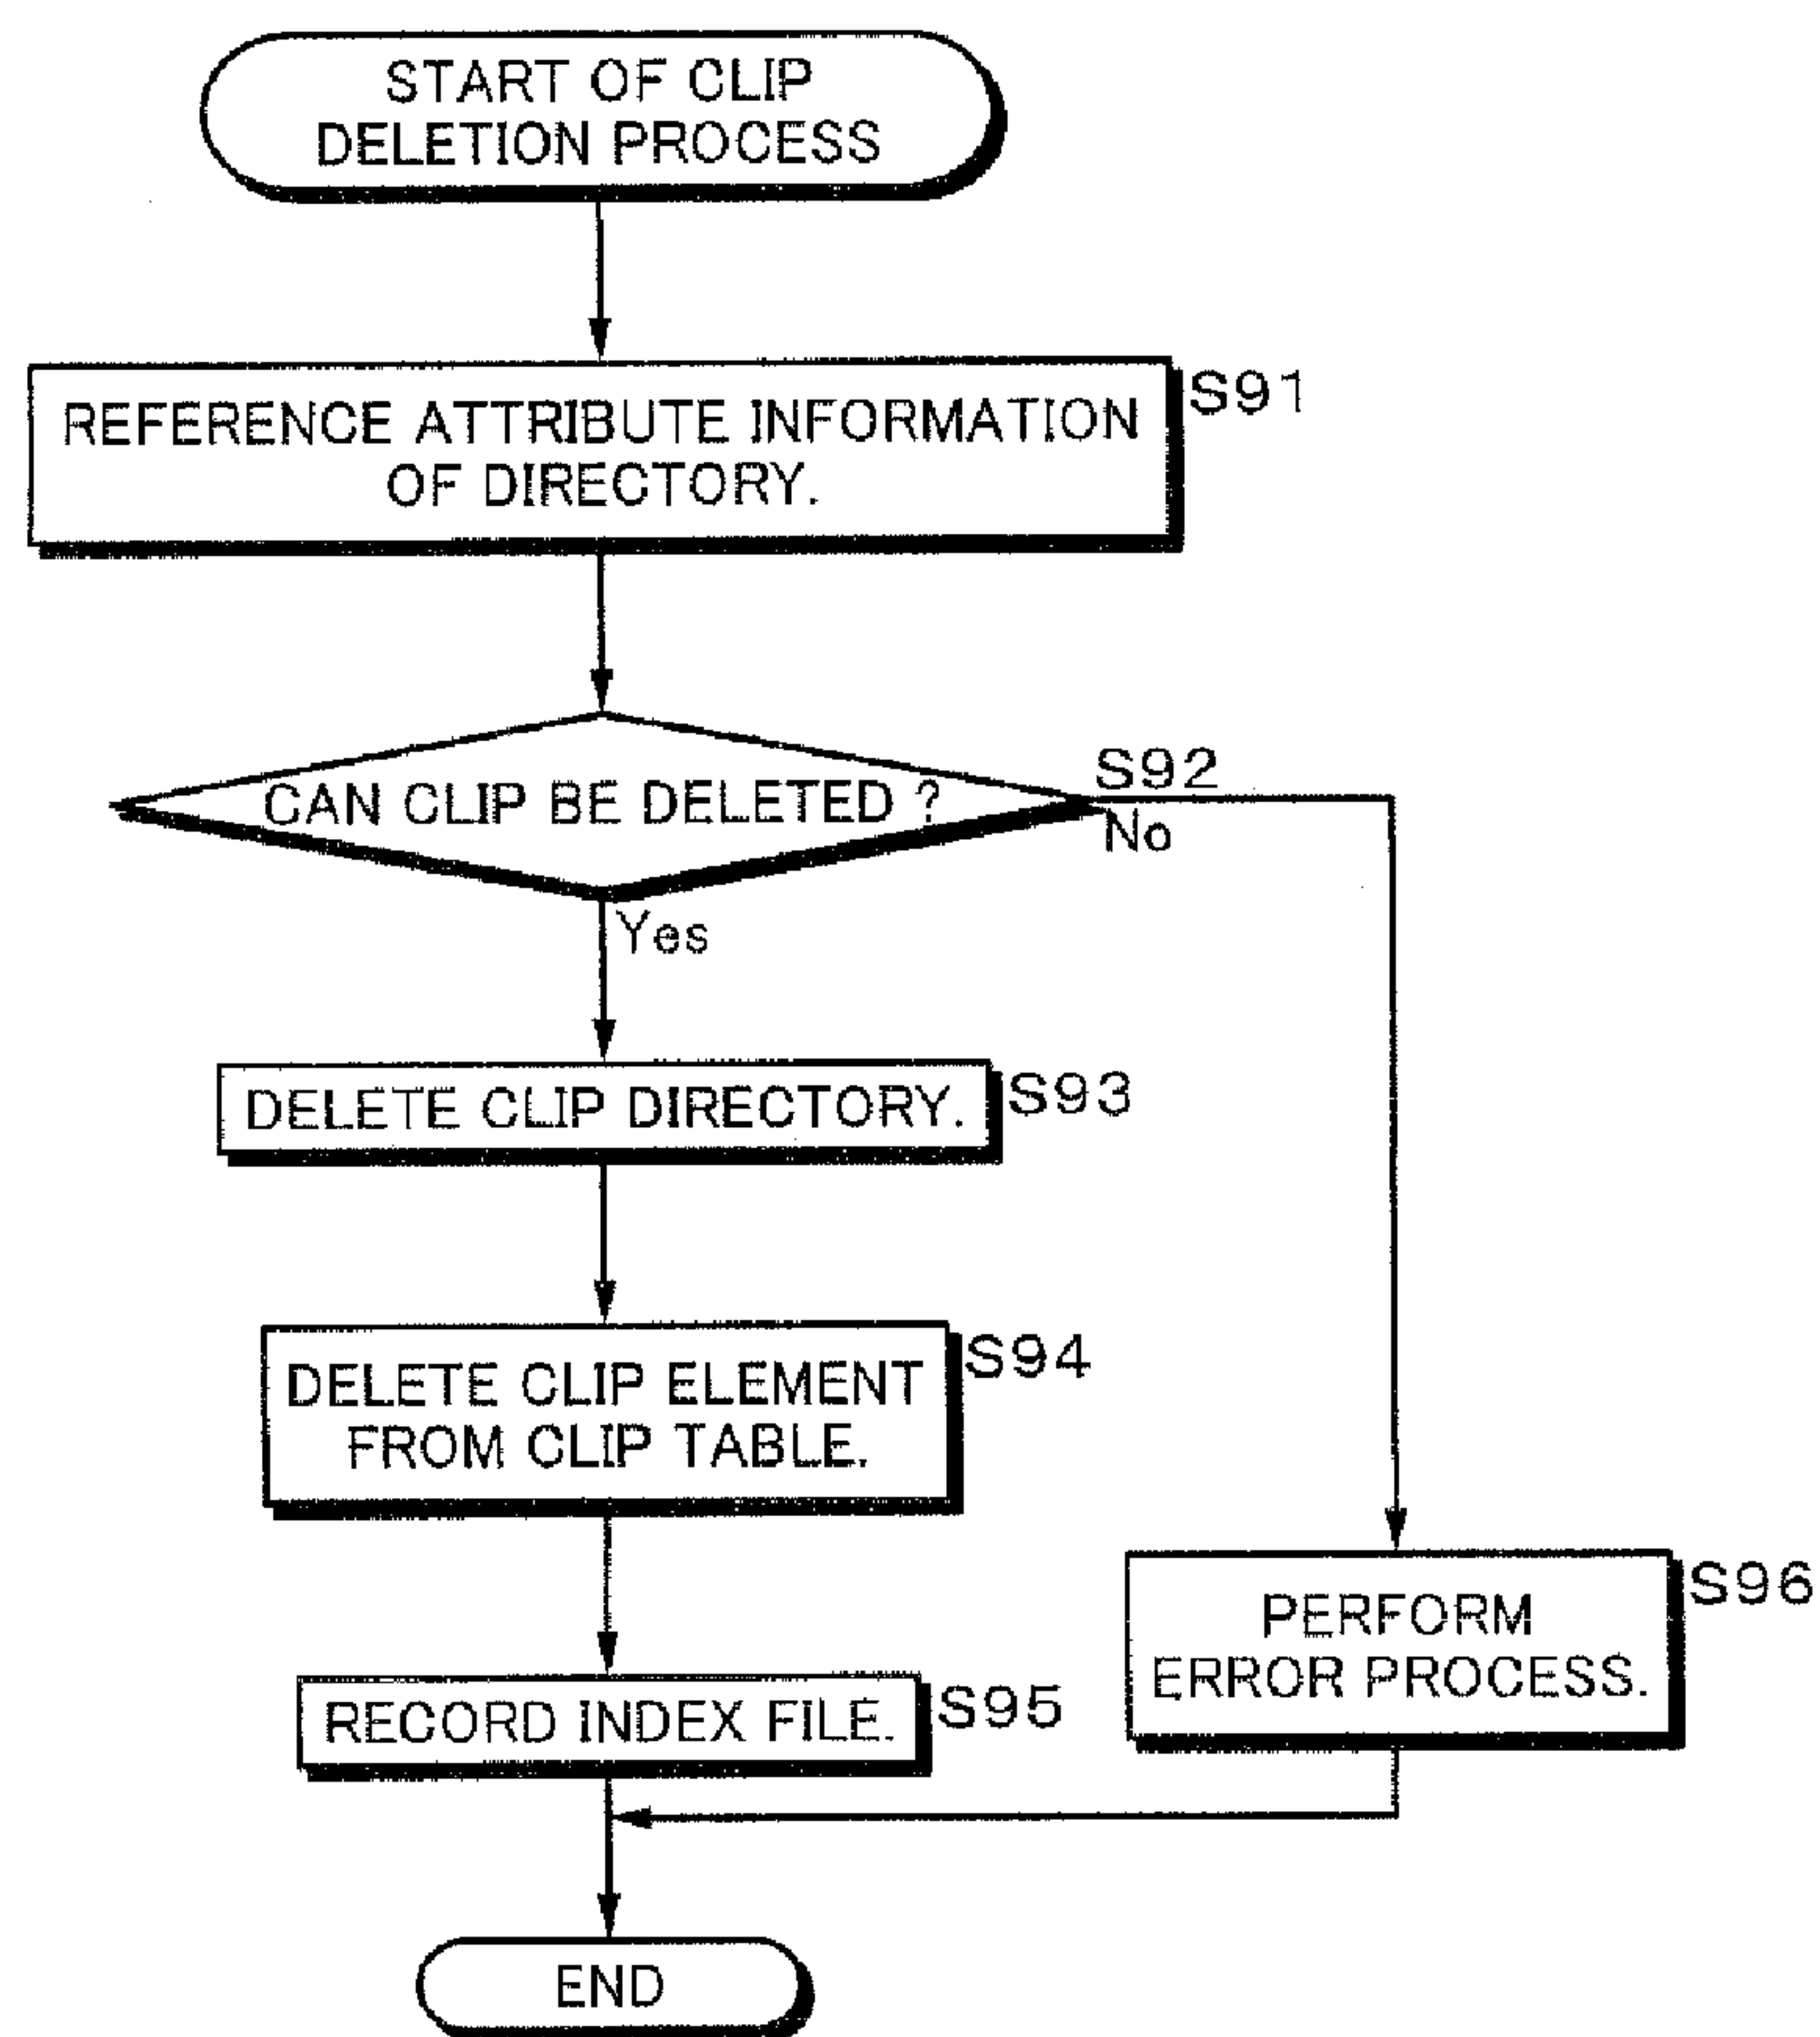 START OF CLIP
DELETION PROCESS
REFERENCE ATTRIBUTE INFORMATION
OF DIRECTORY.
S91
CAN CLIP BE DELETED ?
S92
No
Yes
DELETE CLIP DIRECTORY.
S93
DELETE CLIP ELEMENT
FROM CLIP TABLE.
S94
RECORD INDEX FILE.
S95
PERFORM
ERROR PROCESS.
S96
END